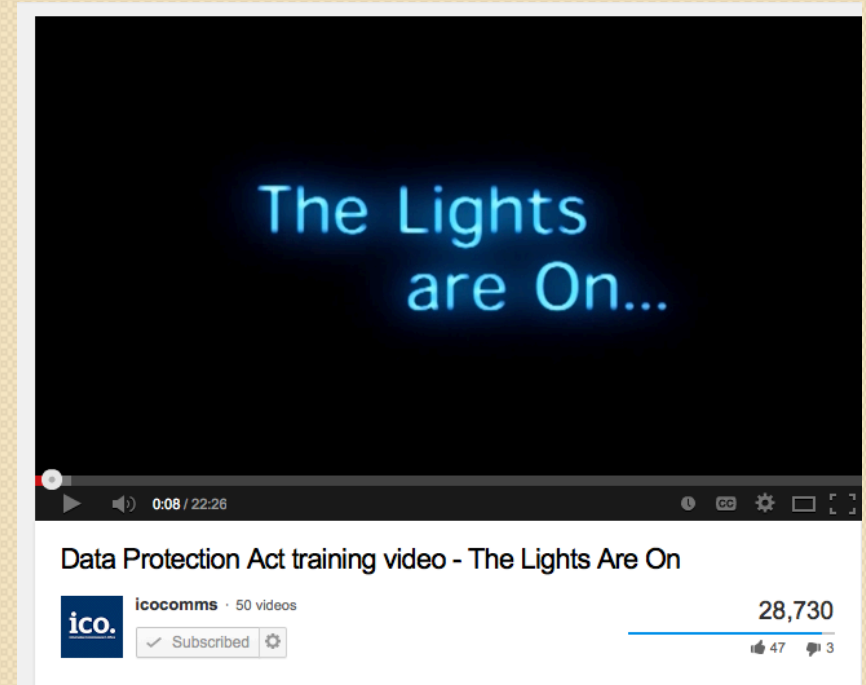 The Lights
are On...
0:08 / 22:26
CC
Data Protection Act training video - The Lights Are On
ico.
icocomms · 50 videos
Subscribed
28,730
47 3